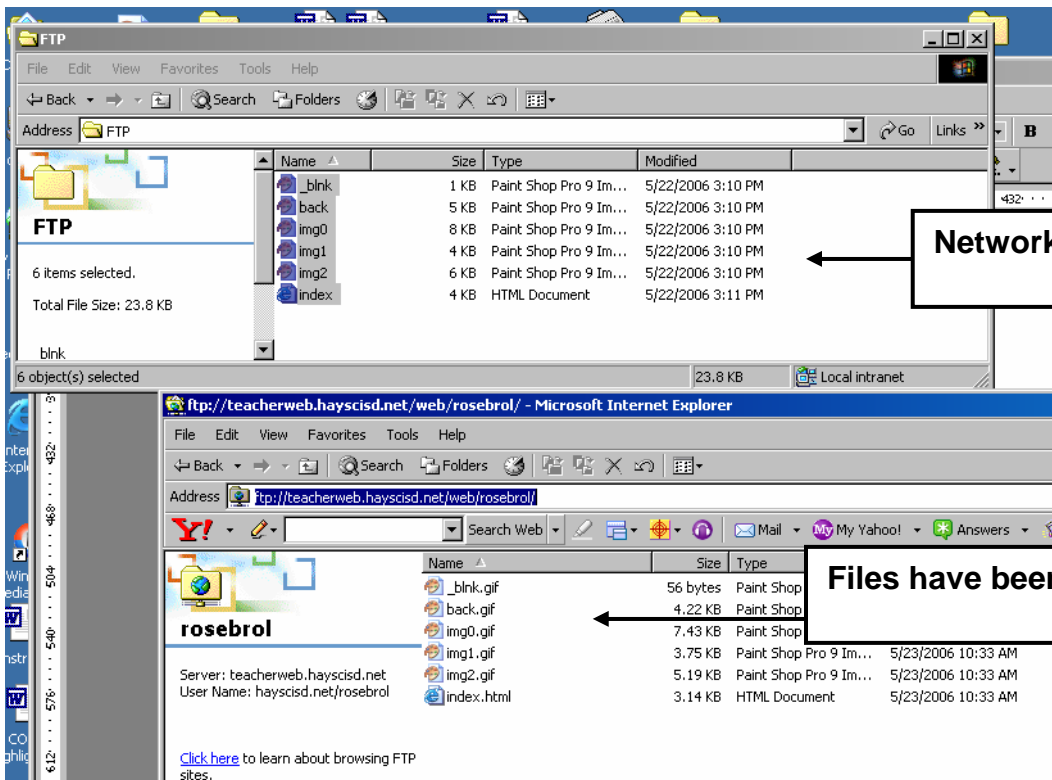 FTP
File Edit View Favorites Tools Help
Back Search Folders
Address FTP Go Links » B
Name Size Type Modified
_blnk 1 KB Paint Shop Pro 9 Im... 5/22/2006 3:10 PM
back 5 KB Paint Shop Pro 9 Im... 5/22/2006 3:10 PM
img0 8 KB Paint Shop Pro 9 Im... 5/22/2006 3:10 PM
img1 4 KB Paint Shop Pro 9 Im... 5/22/2006 3:10 PM
img2 6 KB Paint Shop Pro 9 Im... 5/22/2006 3:10 PM
index 4 KB HTML Document 5/22/2006 3:11 PM
FTP
6 items selected.
Total File Size: 23.8 KB
blnk
432
Network
6 object(s) selected 23.8 KB Local intranet
ftp://teacherweb.hayscisd.net/web/rosebrol/ - Microsoft Internet Explorer
File Edit View Favorites Tools Help
Back Search Folders
Address ftp://teacherweb.hayscisd.net/web/rosebrol/
Y! Search Web Mail My My Yahoo! Answers
Name Size Type
_blnk.gif 56 bytes Paint Shop
back.gif 4.22 KB Paint Shop
img0.gif 7.43 KB Paint Shop
img1.gif 3.75 KB Paint Shop Pro 9 Im... 5/23/2006 10:33 AM
img2.gif 5.19 KB Paint Shop Pro 9 Im... 5/23/2006 10:33 AM
index.html 3.14 KB HTML Document 5/23/2006 10:33 AM
Files have been
rosebrol
Server: teacherweb.hayscisd.net
User Name: hayscisd.net/rosebrol
Click here to learn about browsing FTP
sites.
432
468
504
540
576
612